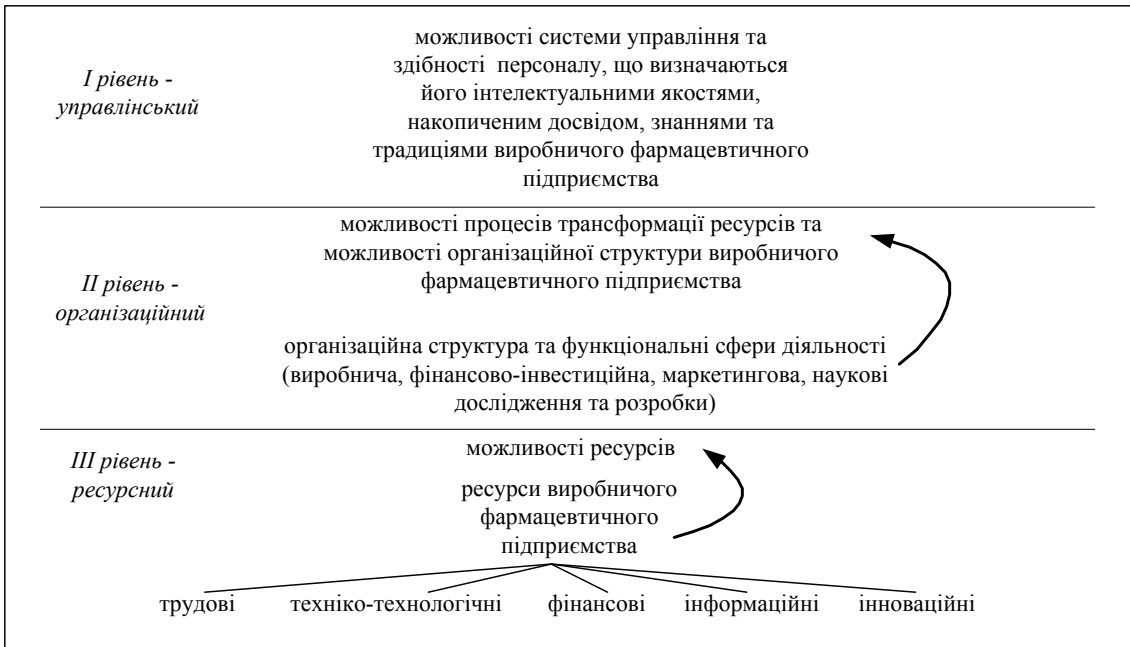 можливості системи управління та
здібності персоналу, що визначаються
його інтелектуальними якостями,
накопиченим досвідом, знаннями та
традиціями виробничого фармацевтичного
підприємства
І рівень -
управлінський
можливості процесів трансформації ресурсів та
можливості організаційної структури виробничого
фармацевтичного підприємства
ІІ рівень -
організаційний
організаційна структура та функціональні сфери діяльності
(виробнича, фінансово-інвестиційна, маркетингова, наукові
дослідження та розробки)
ІІІ рівень -
ресурсний
можливості ресурсів
ресурси виробничого
фармацевтичного
підприємства
трудові техніко-технологічні фінансові інформаційні інноваційні